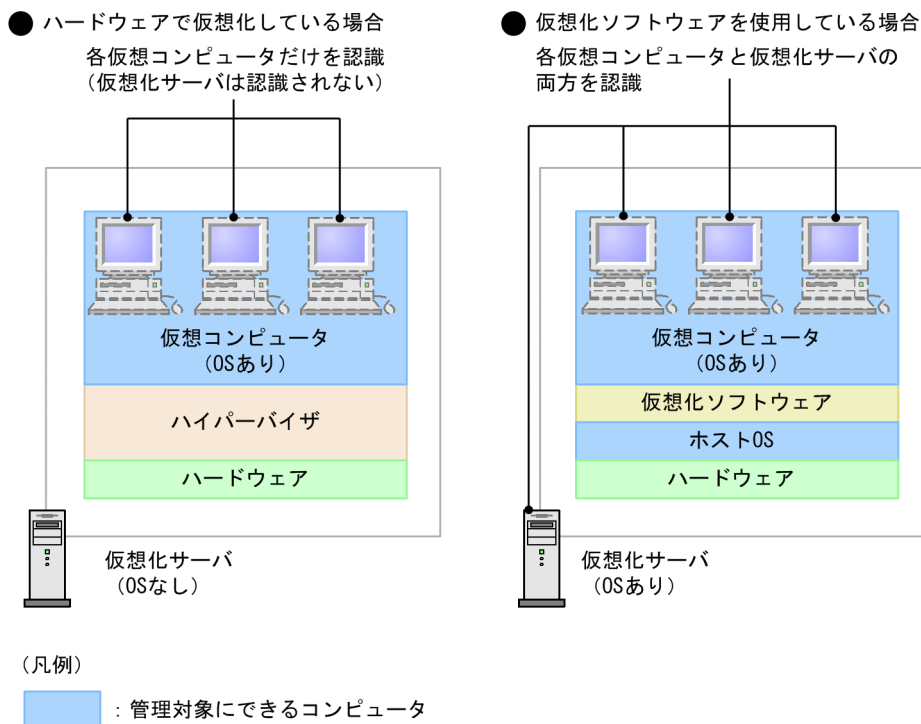 ● ハードウェアで仮想化している場合
各仮想コンピュータだけを認識
（仮想化サーバは認識されない）
仮想コンピュータ
（OSあり）
ハイパーバイザ
ハードウェア
仮想化サーバ
（OSなし）
● 仮想化ソフトウェアを使用している場合
各仮想コンピュータと仮想化サーバの
両方を認識
仮想コンピュータ
（OSあり）
仮想化ソフトウェア
ホストOS
ハードウェア
仮想化サーバ
（OSあり）
（凡例）
：管理対象にできるコンピュータ